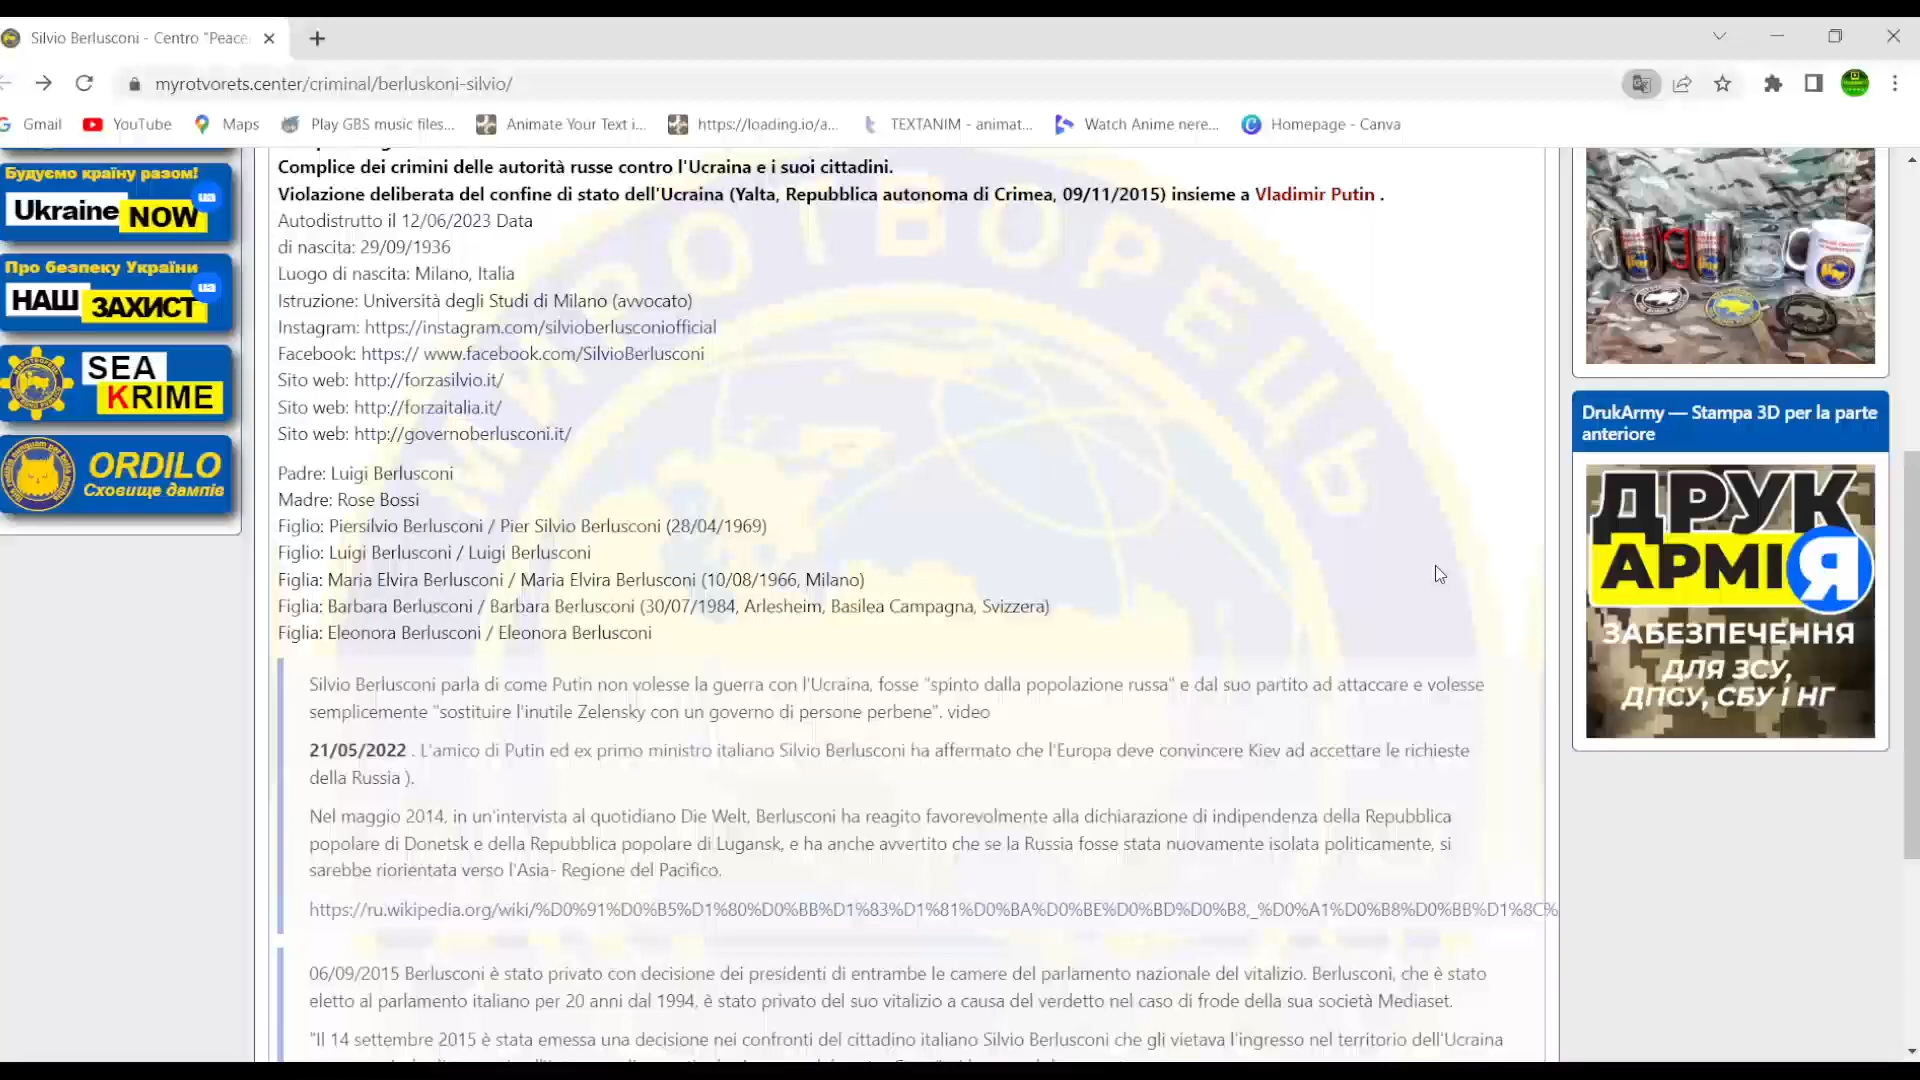 Silvio Berlusconi - Centro "Peace
myrotvorets.center/criminal/berluskoni-silvio/
Gmail
YouTube
Maps
Play GBS music files...
Animate Your Text i...
https://loading.io/a...
TEXTANIM - animat...
Watch Anime nere...
Homepage - Canva
Будуємо країну разом!
Ukraine NOW
ua
Про безпеку України
НАШ ЗАХИСТ
ua
SEA
KRIME
ORDILO
Сховище дампів
Complice dei crimini delle autorità russe contro l'Ucraina e i suoi cittadini.
Violazione deliberata del confine di stato dell'Ucraina (Yalta, Repubblica autonoma di Crimea, 09/11/2015) insieme a Vladimir Putin .
Autodistrutto il 12/06/2023 Data
di nascita: 29/09/1936
Luogo di nascita: Milano, Italia
Istruzione: Università degli Studi di Milano (avvocato)
Instagram: https://instagram.com/silvioberlusconiofficial
Facebook: https:// www.facebook.com/SilvioBerlusconi
Sito web: http://forzasilvio.it/
Sito web: http://forzaitalia.it/
Sito web: http://governoberlusconi.it/
Padre: Luigi Berlusconi
Madre: Rose Bossi
Figlio: Piersilvio Berlusconi / Pier Silvio Berlusconi (28/04/1969)
Figlio: Luigi Berlusconi / Luigi Berlusconi
Figlia: Maria Elvira Berlusconi / Maria Elvira Berlusconi (10/08/1966, Milano)
Figlia: Barbara Berlusconi / Barbara Berlusconi (30/07/1984, Arlesheim, Basilea Campagna, Svizzera)
Figlia: Eleonora Berlusconi / Eleonora Berlusconi
Silvio Berlusconi parla di come Putin non volesse la guerra con l'Ucraina, fosse "spinto dalla popolazione russa" e dal suo partito ad attaccare e volesse
semplicemente "sostituire l'inutile Zelensky con un governo di persone perbene". video
21/05/2022 . L'amico di Putin ed ex primo ministro italiano Silvio Berlusconi ha affermato che l'Europa deve convincere Kiev ad accettare le richieste
della Russia ).
Nel maggio 2014, in un'intervista al quotidiano Die Welt, Berlusconi ha reagito favorevolmente alla dichiarazione di indipendenza della Repubblica
popolare di Donetsk e della Repubblica popolare di Lugansk, e ha anche avvertito che se la Russia fosse stata nuovamente isolata politicamente, si
sarebbe riorientata verso l'Asia- Regione del Pacifico.
https://ru.wikipedia.org/wiki/%D0%91%D0%B5%D1%80%D0%BB%D1%83%D1%81%D0%BA%D0%BE%D0%BD%D0%B8,_%D0%A1%D0%B8%D0%BB%D1%8C%
06/09/2015 Berlusconi è stato privato con decisione dei presidenti di entrambe le camere del parlamento nazionale del vitalizio. Berlusconi, che è stato
eletto al parlamento italiano per 20 anni dal 1994, è stato privato del suo vitalizio a causa del verdetto nel caso di frode della sua società Mediaset.
"Il 14 settembre 2015 è stata emessa una decisione nei confronti del cittadino italiano Silvio Berlusconi che gli vietava l'ingresso nel territorio dell'Ucraina
МИРОТВОРЕЦЬ
DrukArmy — Stampa 3D per la parte
anteriore
ДРУК
АРМІЯ
ЗАБЕЗПЕЧЕННЯ
ДЛЯ ЗСУ,
ДПСУ, СБУ І НГ